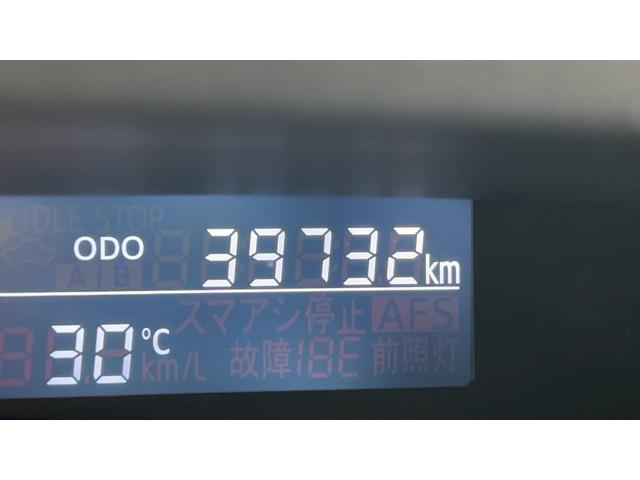 IDLE STOP
ODO 39732 km
A/B
スマアシ停止 AFS
30 ℃ km/L 故障 前照灯